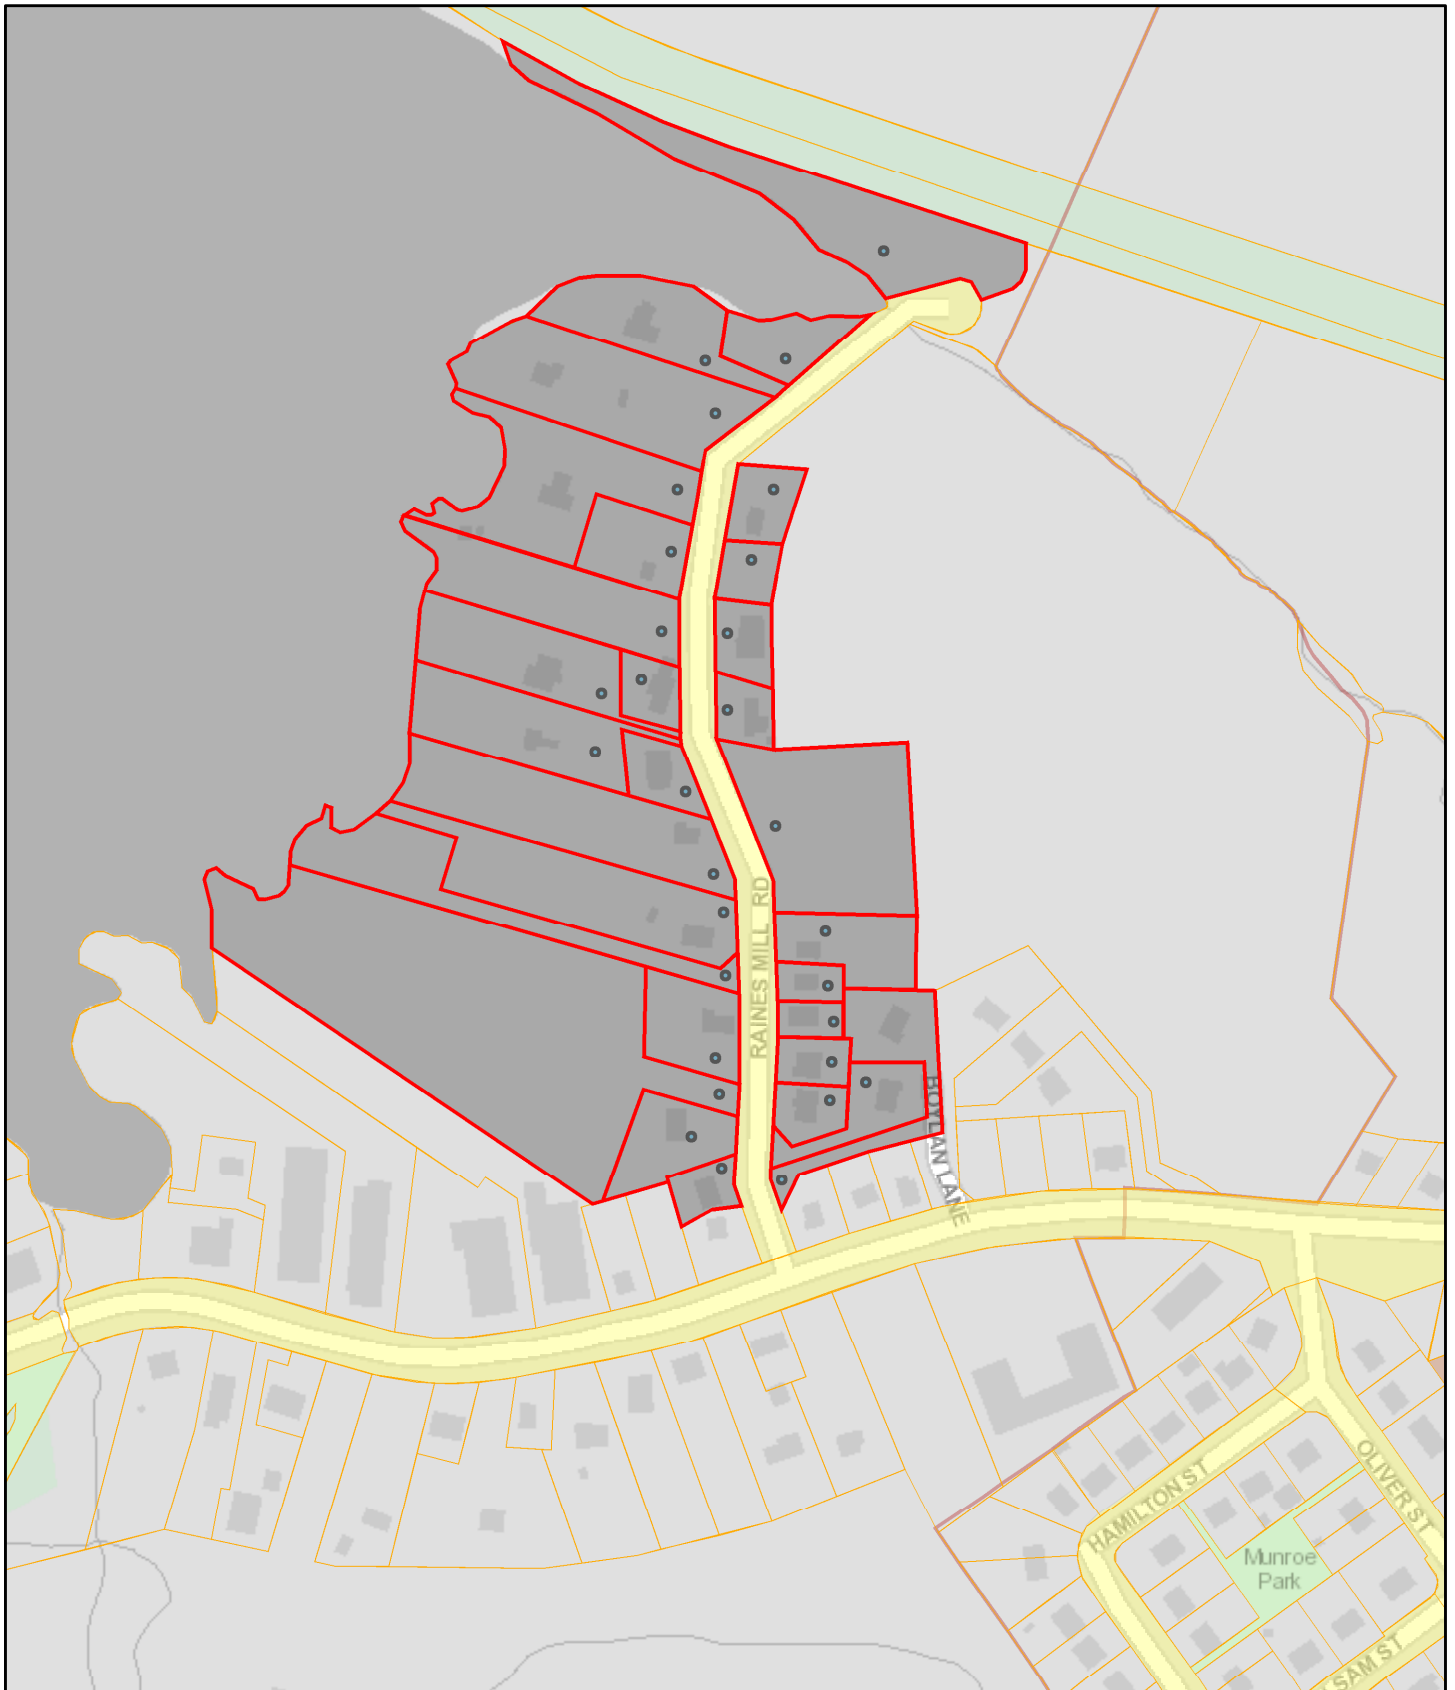 RAINES MILL RD
BOYLAN LANE
HAMILTON ST
OLIVER ST
Munroe
Park
SAM ST